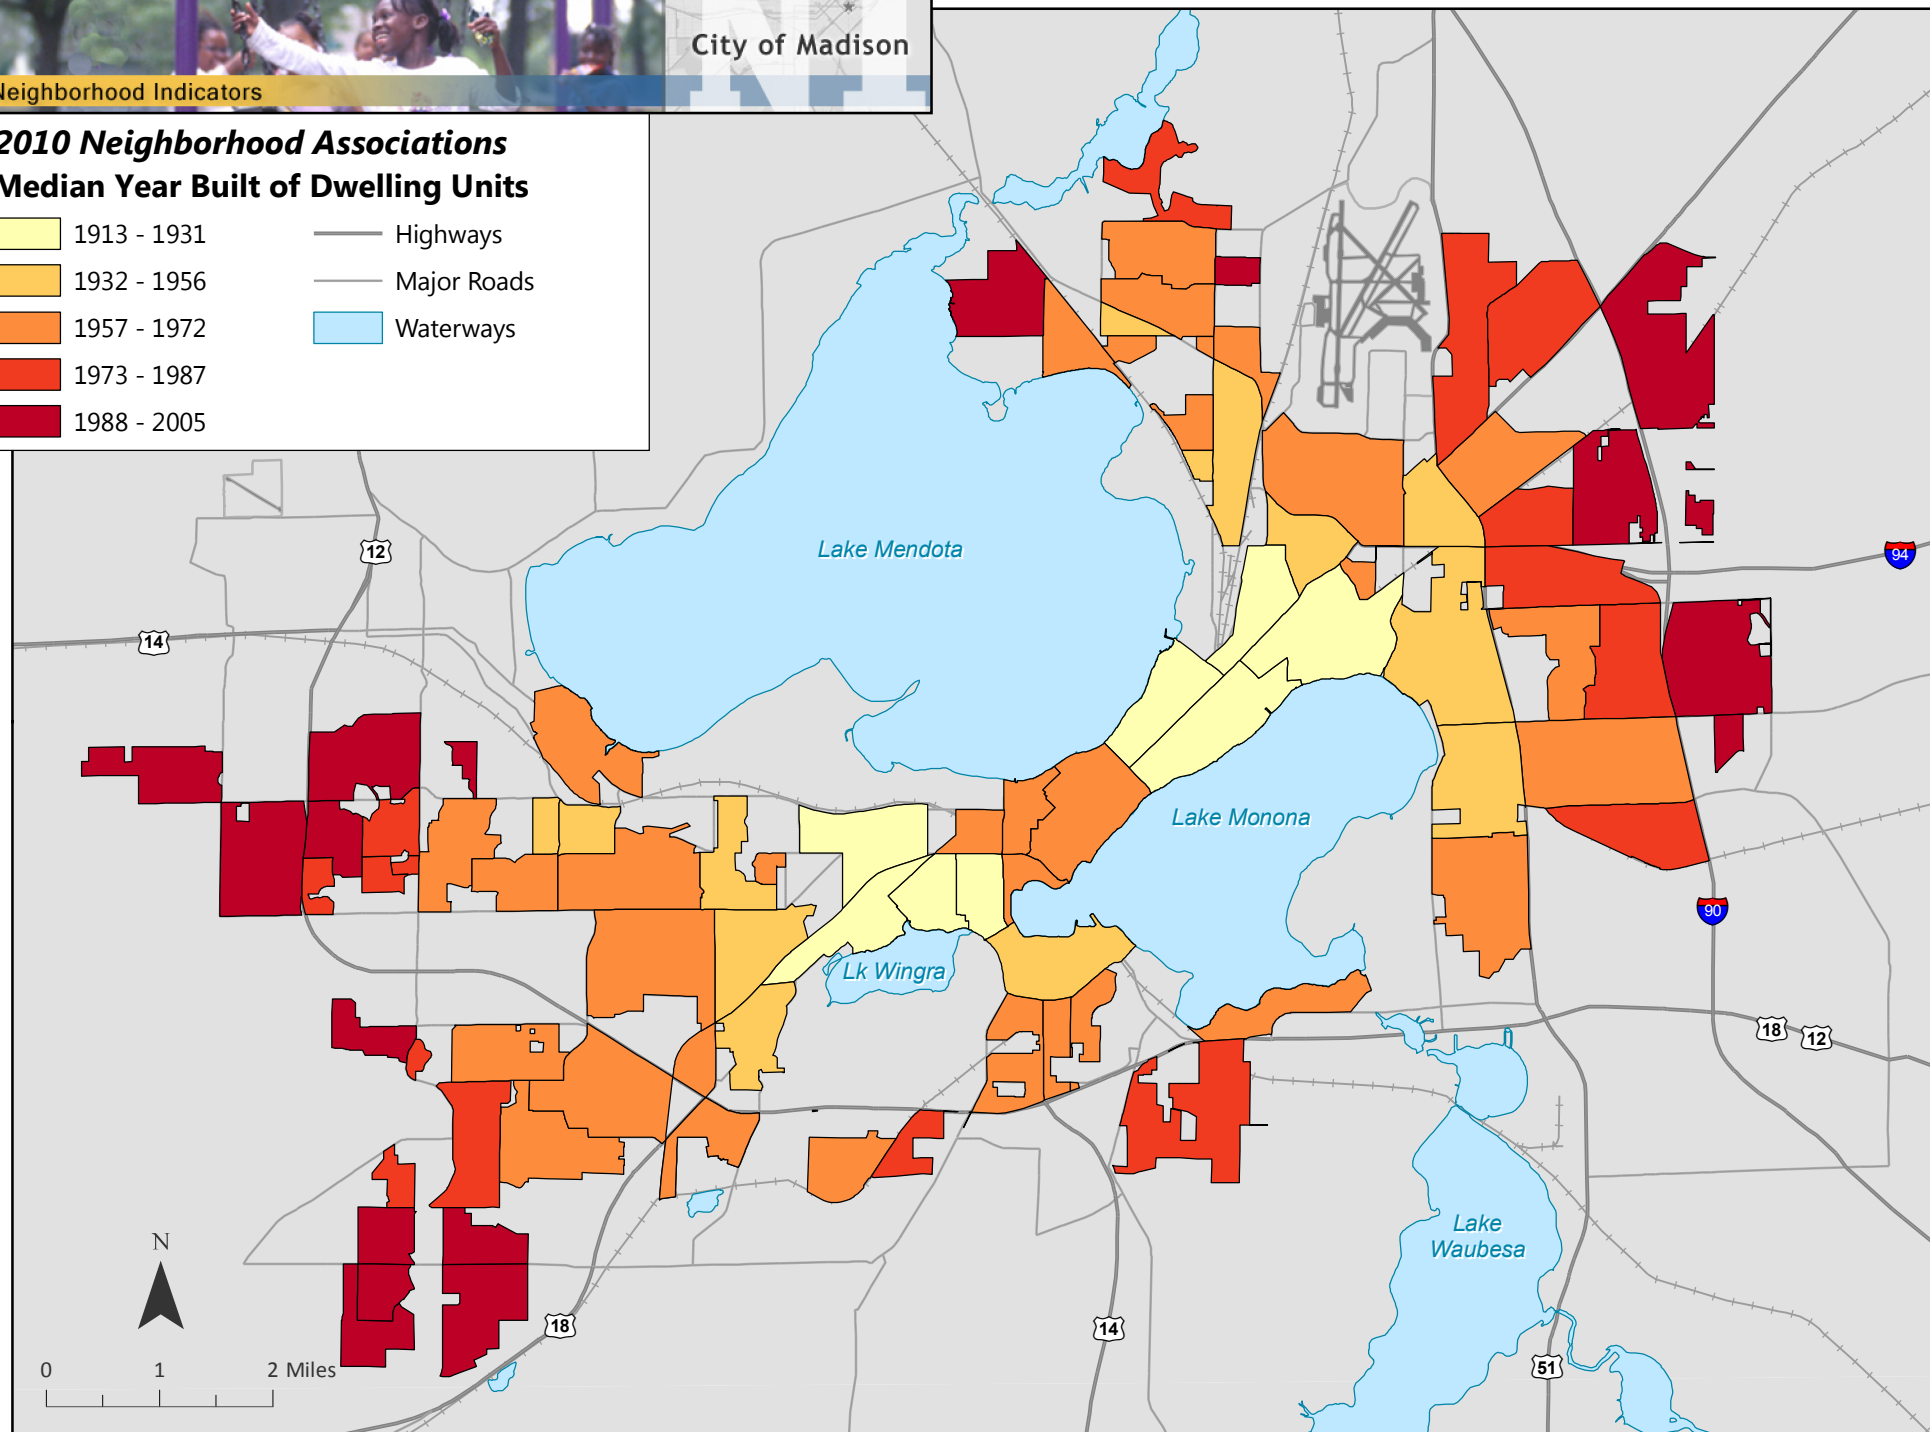 City of Madison
Neighborhood Indicators
2010 Neighborhood Associations
Median Year Built of Dwelling Units
1913 - 1931
Highways
1932 - 1956
Major Roads
1957 - 1972
Waterways
1973 - 1987
1988 - 2005
12
14
Lake Mendota
94
Lake Monona
90
Lk Wingra
18
12
Lake
Waubesa
N
18
14
51
0 1 2 Miles